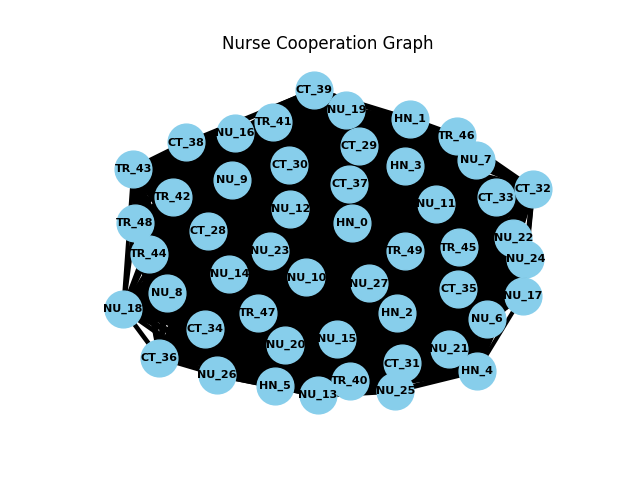 Nurse Cooperation Graph
CT_39
NU_19
HN_1
TR_41
NU_16
TR_46
CT_38
CT_29
NU_7
CT_30
HN_3
TR_43
NU_9
CT_37
CT_32
TR_42
CT_33
NU_11
NU_12
TR_48
HN_0
CT_28
NU_22
TR_44
NU_23
TR_49
TR_45
NU_24
NU_14
NU_10
NU_27
CT_35
NU_8
NU_17
NU_18
TR_47
HN_2
NU_6
CT_34
NU_15
NU_20
NU_21
CT_36
CT_31
HN_4
NU_26
TR_40
HN_5
NU_25
NU_13